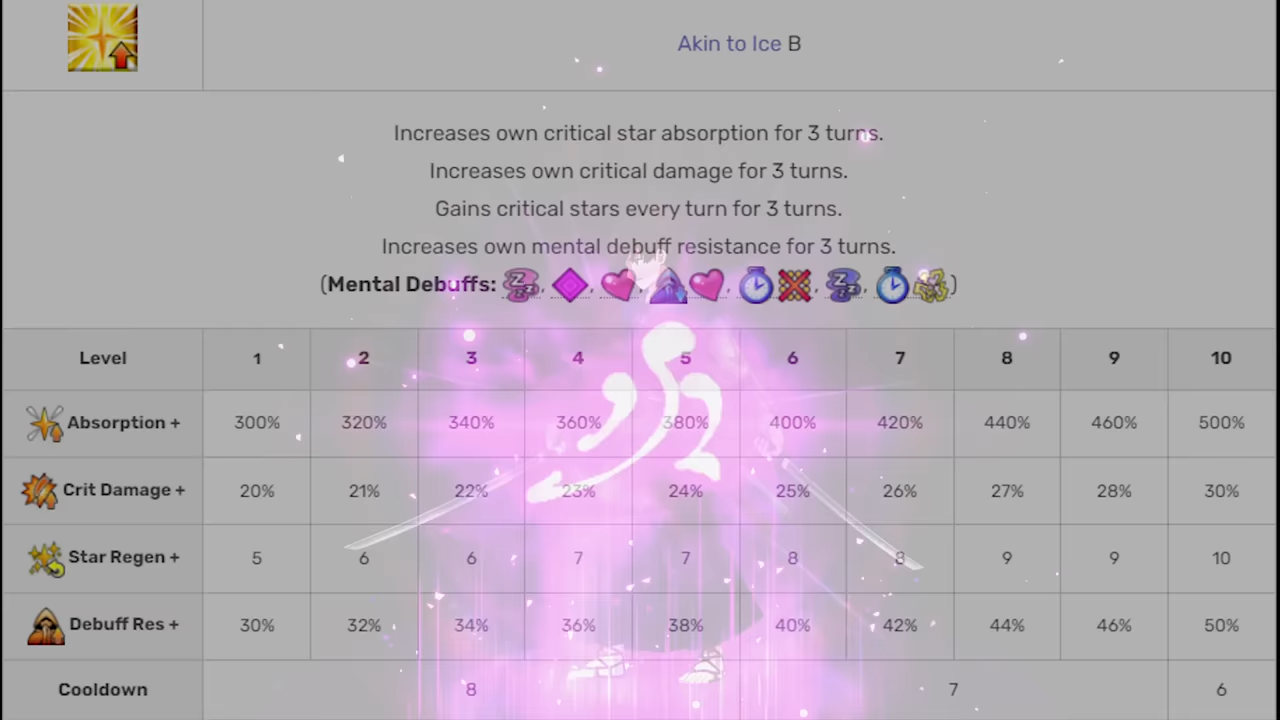 Akin to Ice B
Increases own critical star absorption for 3 turns.
Increases own critical damage for 3 turns.
Gains critical stars every turn for 3 turns.
Increases own mental debuff resistance for 3 turns.
(Mental Debuffs: , , , , , , )
Level 1 2 3 4 5 6 7 8 9 10
Absorption + 300% 320% 340% 360% 380% 400% 420% 440% 460% 500%
Crit Damage + 20% 21% 22% 23% 24% 25% 26% 27% 28% 30%
Star Regen + 5 6 6 7 7 8 8 9 9 10
Debuff Res + 30% 32% 34% 36% 38% 40% 42% 44% 46% 50%
Cooldown 8 7 6